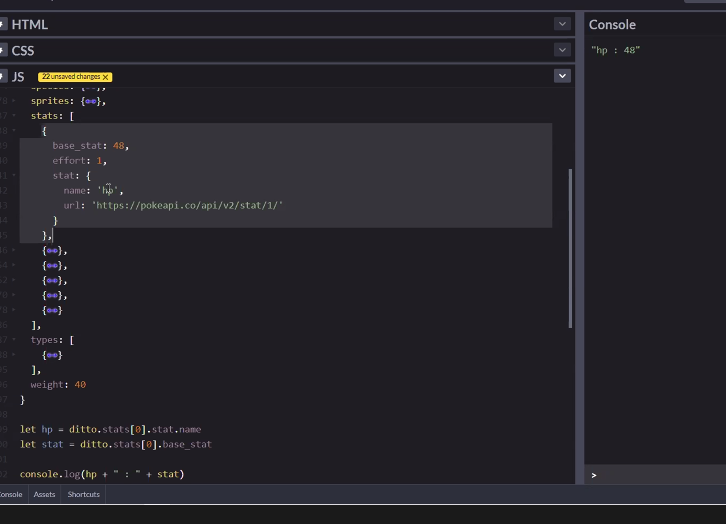 HTML
CSS
JS 22 unsaved changes X
sprites: {
},
stats: [
{
base_stat: 48,
effort: 1,
stat: {
name: 'hp',
url: 'https://pokeapi.co/api/v2/stat/1/'
}
},
{ },
{ },
{ },
{ },
{ }
],
types: [
{ }
],
weight: 40
}
let hp = ditto.stats[0].stat.name
let stat = ditto.stats[0].base_stat
console.log(hp + " : " + stat)
Console
"hp : 48"
>
onsole Assets Shortcuts